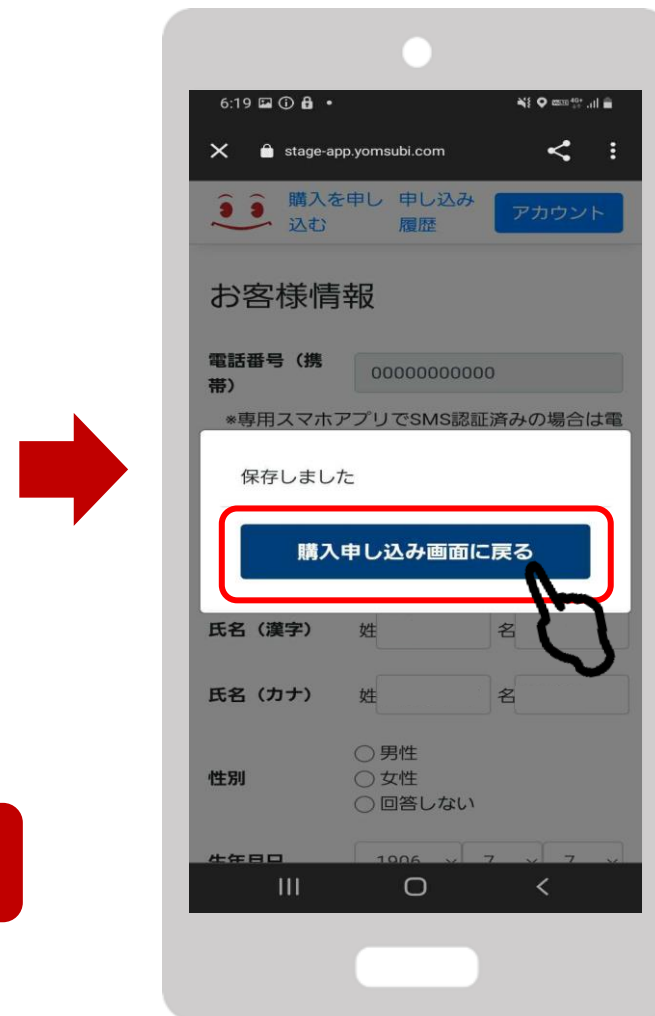 6:19
stage-app.yomsubi.com
購入を申し込む
申し込み履歴
アカウント
お客様情報
電話番号（携帯）
00000000000
*専用スマホアプリでSMS認証済みの場合は電
保存しました
購入申し込み画面に戻る
氏名（漢字） 姓 名
氏名（カナ） 姓 名
性別
男性
女性
回答しない
生年月日 1906 7 7